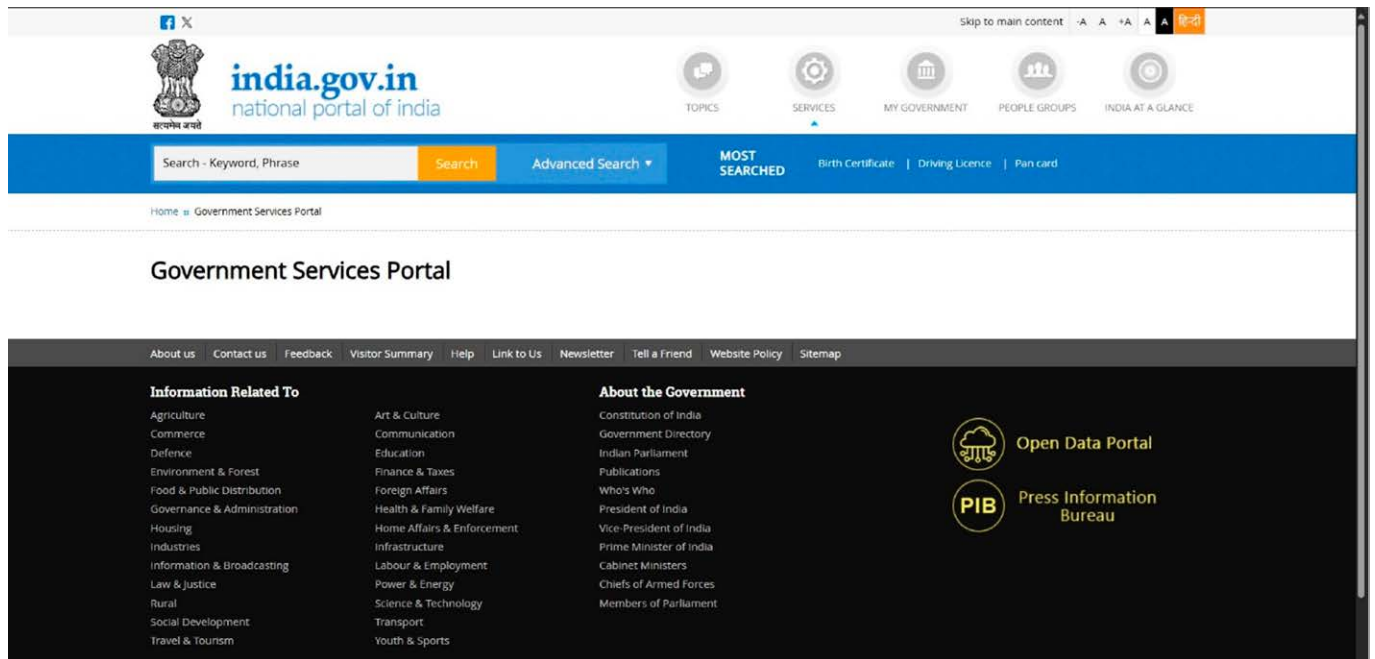 Skip to main content -A A +A A A हिन्दी
सत्यमेव जयते
india.gov.in
national portal of india
TOPICS SERVICES MY GOVERNMENT PEOPLE GROUPS INDIA AT A GLANCE
Search - Keyword, Phrase Search Advanced Search
MOST
SEARCHED
Birth Certificate | Driving Licence | Pan card
Home Government Services Portal
Government Services Portal
About us Contact us Feedback Visitor Summary Help Link to Us Newsletter Tell a Friend Website Policy Sitemap
Information Related To
Agriculture
Commerce
Defence
Environment & Forest
Food & Public Distribution
Governance & Administration
Housing
Industries
Information & Broadcasting
Law & Justice
Rural
Social Development
Travel & Tourism
Art & Culture
Communication
Education
Finance & Taxes
Foreign Affairs
Health & Family Welfare
Home Affairs & Enforcement
Infrastructure
Labour & Employment
Power & Energy
Science & Technology
Transport
Youth & Sports
About the Government
Constitution of India
Government Directory
Indian Parliament
Publications
Who's Who
President of India
Vice-President of India
Prime Minister of India
Cabinet Ministers
Chiefs of Armed Forces
Members of Parliament
Open Data Portal
PIB
Press Information
Bureau